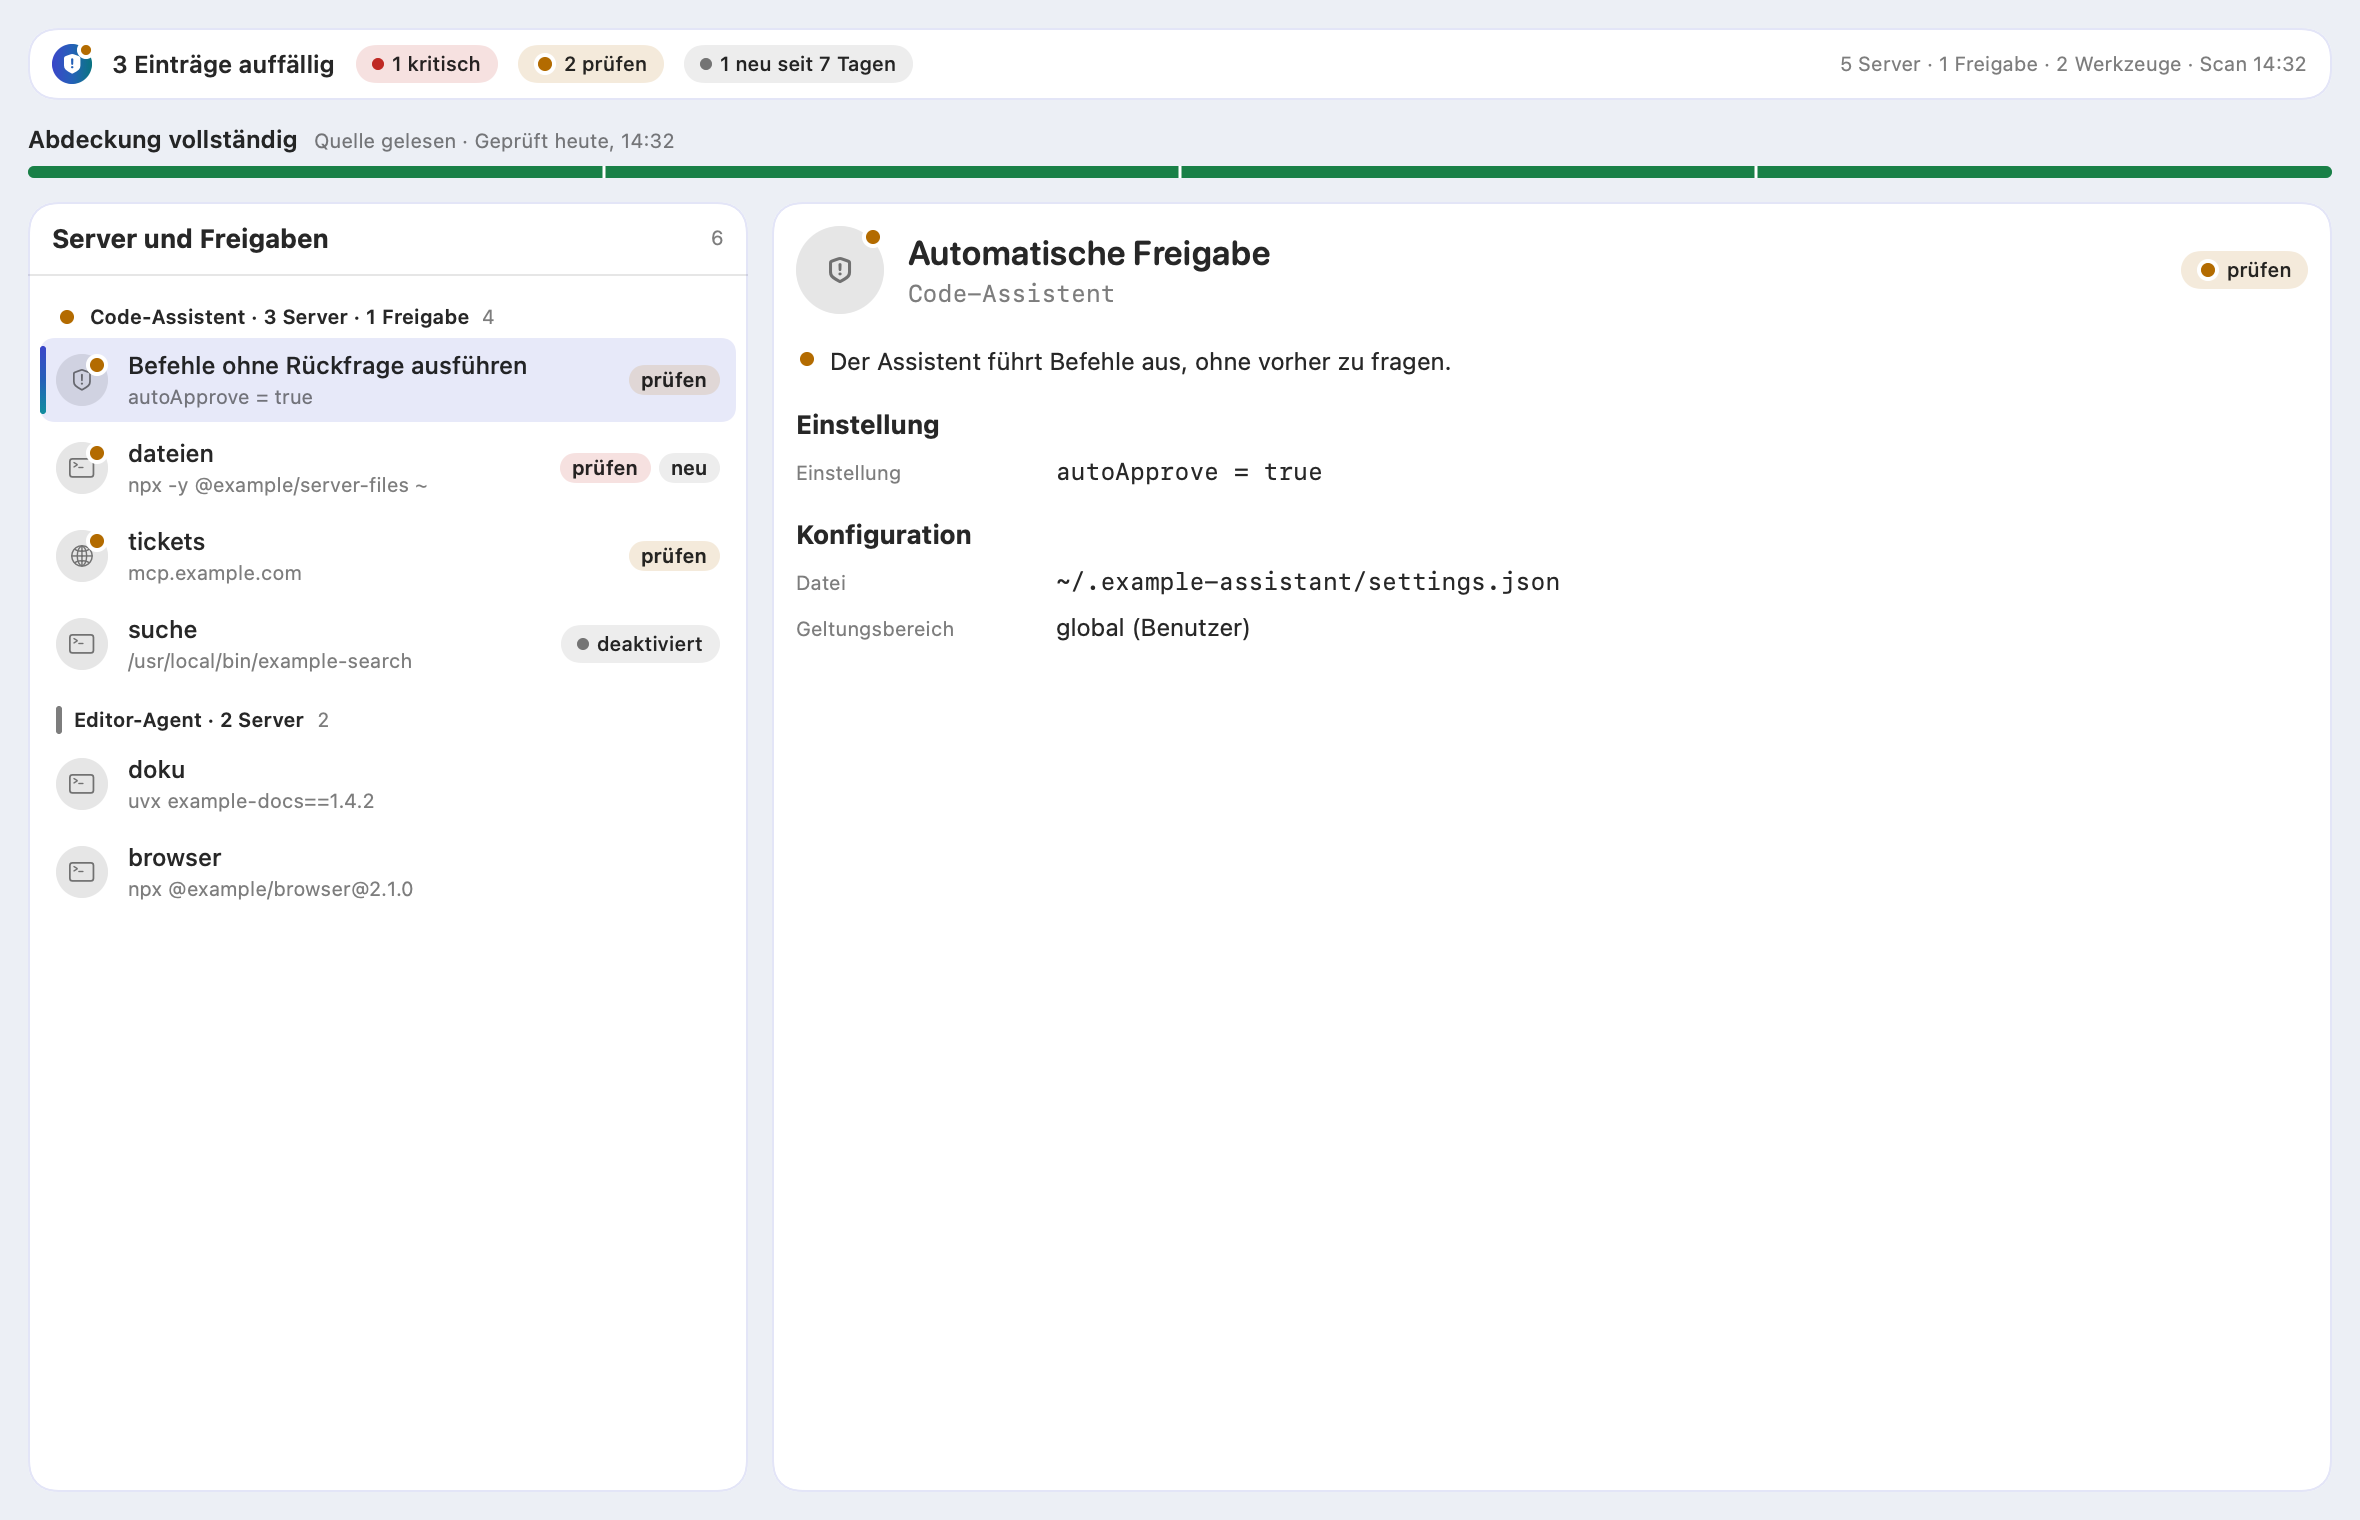 3 Einträge auffällig
1 kritisch
2 prüfen
1 neu seit 7 Tagen
5 Server · 1 Freigabe · 2 Werkzeuge · Scan 14:32
Abdeckung vollständig
Quelle gelesen · Geprüft heute, 14:32
Server und Freigaben
6
Code-Assistent · 3 Server · 1 Freigabe 4
Befehle ohne Rückfrage ausführen
autoApprove = true
prüfen
dateien
npx -y @example/server-files ~
prüfen
neu
tickets
mcp.example.com
prüfen
suche
/usr/local/bin/example-search
deaktiviert
Editor-Agent · 2 Server 2
doku
uvx example-docs==1.4.2
browser
npx @example/browser@2.1.0
Automatische Freigabe
Code-Assistent
prüfen
Der Assistent führt Befehle aus, ohne vorher zu fragen.
Einstellung
Einstellung autoApprove = true
Konfiguration
Datei ~/.example-assistant/settings.json
Geltungsbereich global (Benutzer)